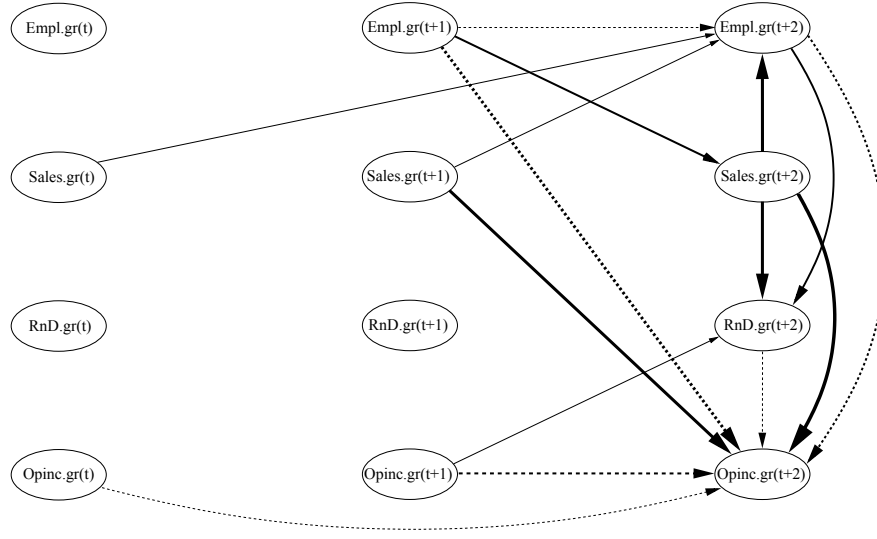 Empl.gr(t)
Empl.gr(t+1)
Empl.gr(t+2)
Sales.gr(t)
Sales.gr(t+1)
Sales.gr(t+2)
RnD.gr(t)
RnD.gr(t+1)
RnD.gr(t+2)
Opinc.gr(t)
Opinc.gr(t+1)
Opinc.gr(t+2)